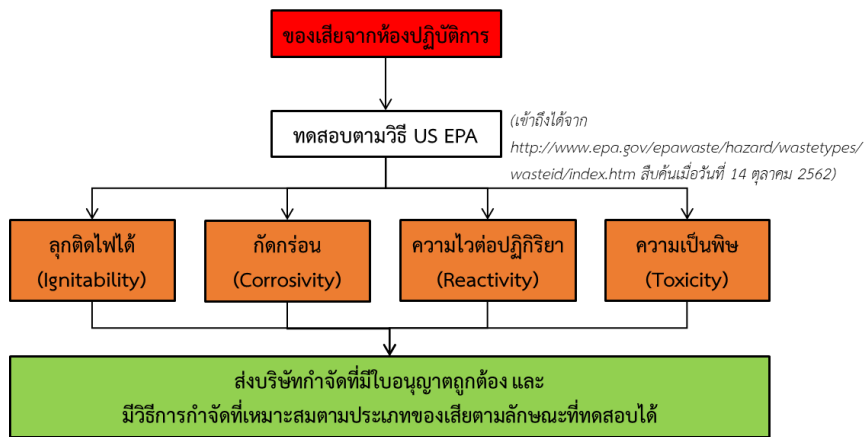 ของเสียจากห้องปฏิบัติการ
ทดสอบตามวิธี US EPA
(เข้าถึงได้จาก
http://www.epa.gov/epawaste/hazard/wastetypes/
wasteid/index.htm สืบค้นเมื่อวันที่ 14 ตุลาคม 2562)
ลุกติดไฟได้
(Ignitability)
กัดกร่อน
(Corrosivity)
ความไวต่อปฏิกิริยา
(Reactivity)
ความเป็นพิษ
(Toxicity)
ส่งบริษัทกำจัดที่มีใบอนุญาตถูกต้อง และ
มีวิธีการกำจัดที่เหมาะสมตามประเภทของเสียตามลักษณะที่ทดสอบได้